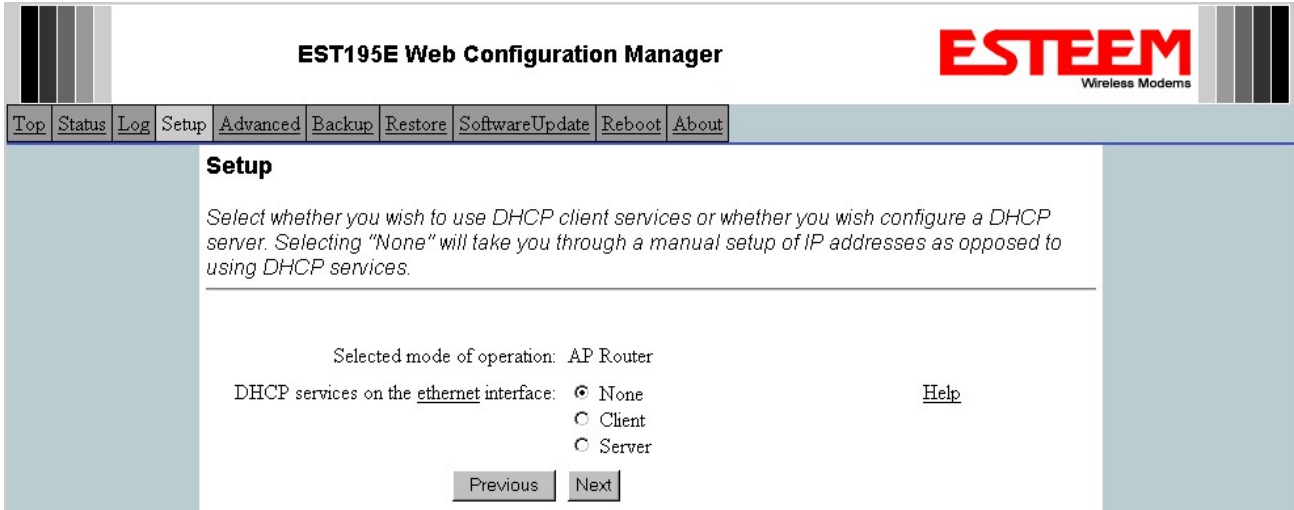 EST195E Web Configuration Manager
ESTEEM
Wireless Modems
Top Status Log Setup Advanced Backup Restore SoftwareUpdate Reboot About
Setup
Select whether you wish to use DHCP client services or whether you wish configure a DHCP
server. Selecting "None" will take you through a manual setup of IP addresses as opposed to
using DHCP services.
Selected mode of operation: AP Router
DHCP services on the ethernet interface: None Help
Client
Server
Previous Next